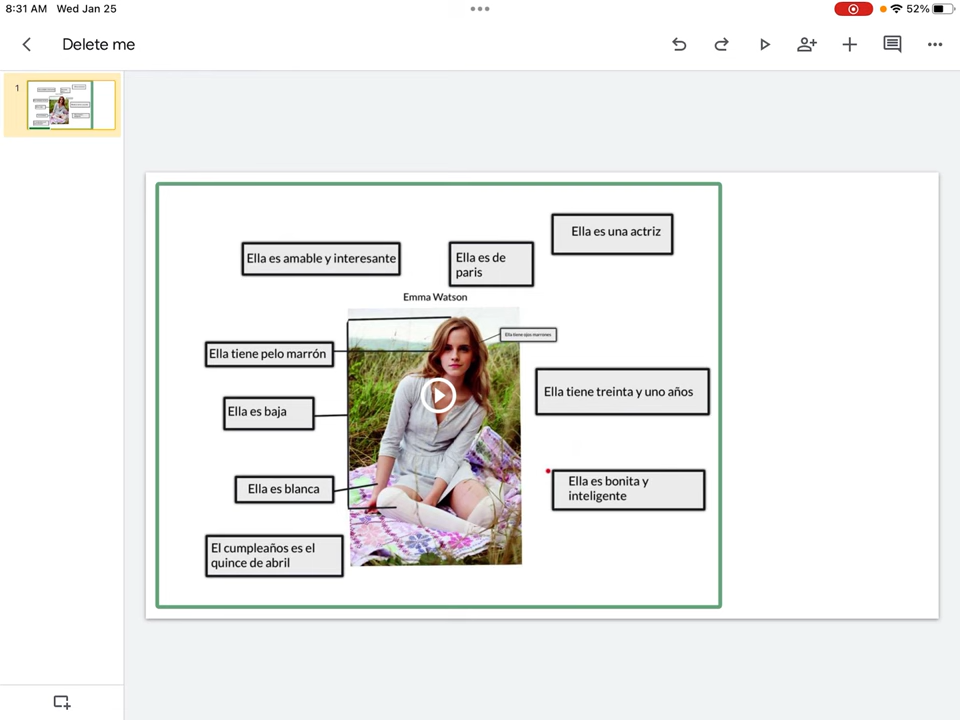 8:31 AM Wed Jan 25
52%
Delete me
1
Ella es una actriz
Ella es amable y interesante
Ella es de
paris
Emma Watson
Ella tiene ojos marrones
Ella tiene pelo marrón
Ella tiene treinta y uno años
Ella es baja
Ella es blanca
Ella es bonita y
inteligente
El cumpleaños es el
quince de abril